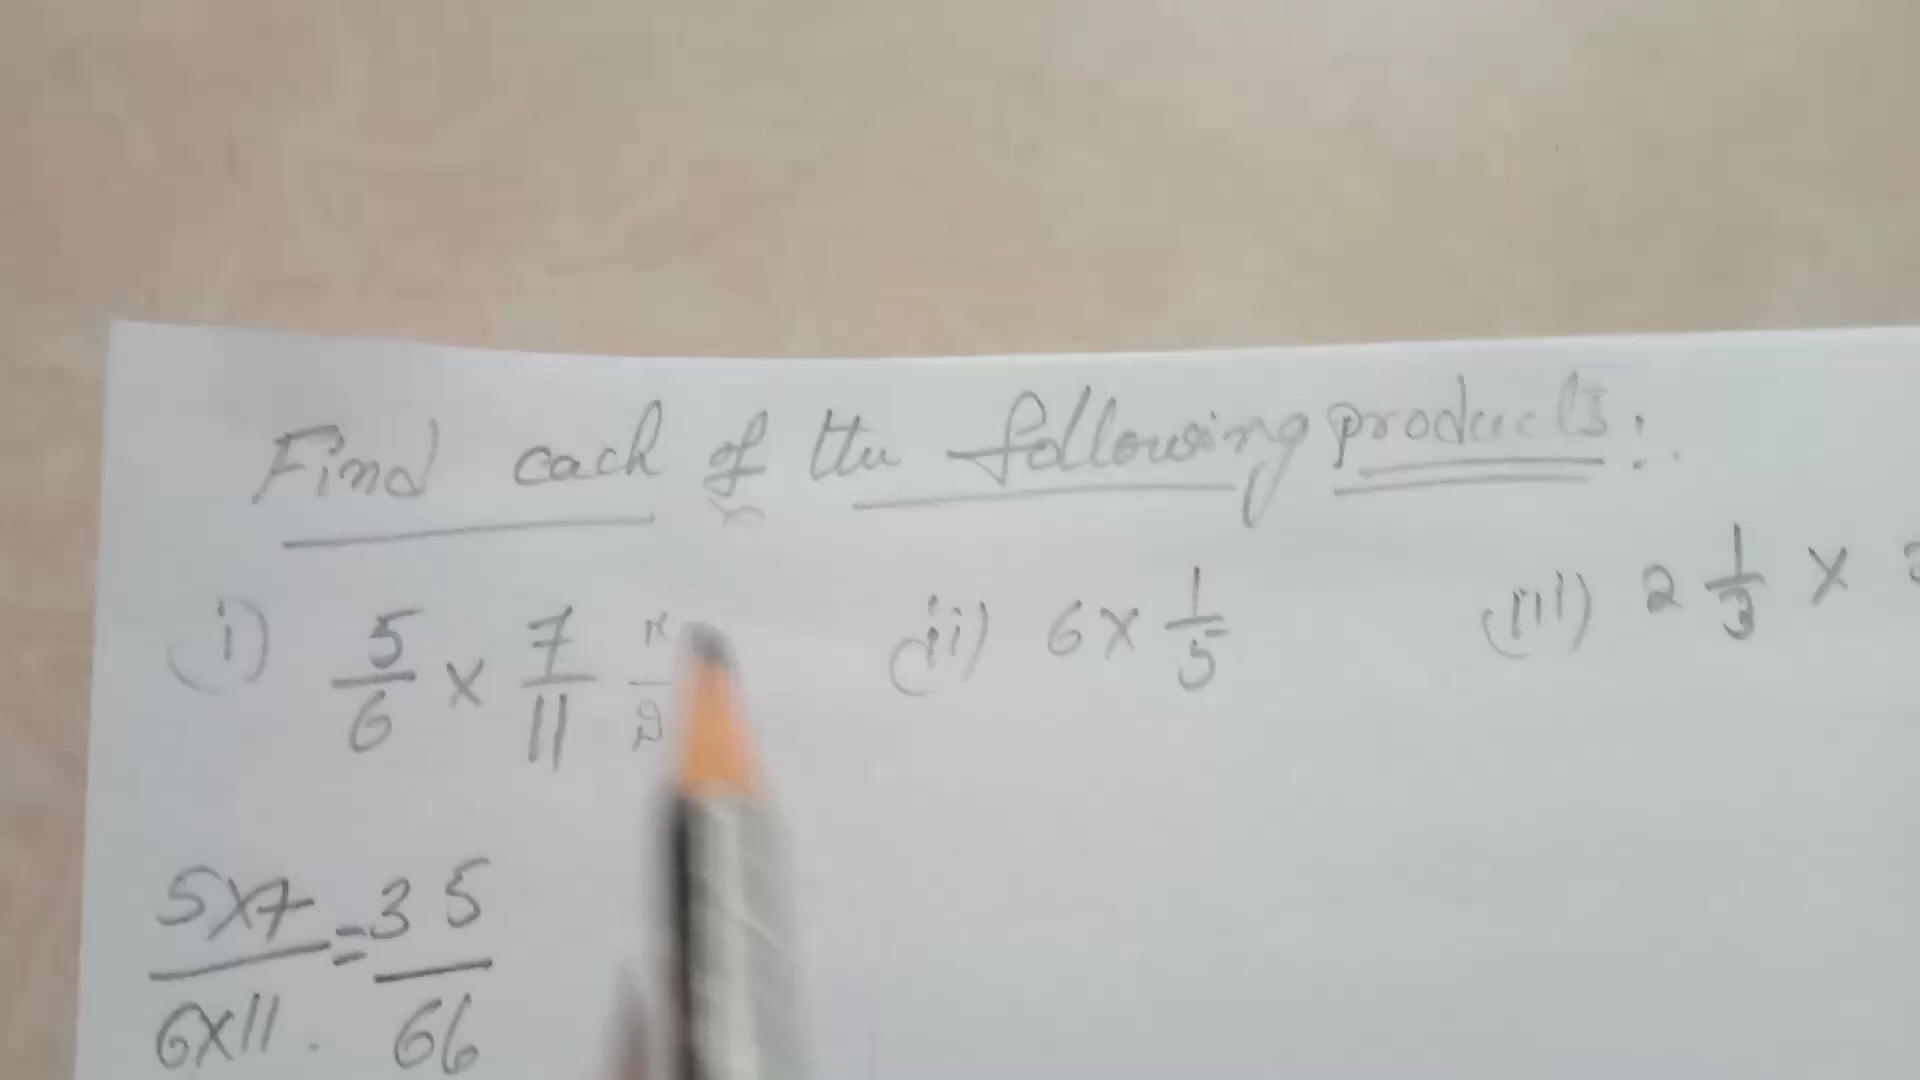 Find each of the following products:
(i) 5/6 × 7/11 N/D (ii) 6 × 1/5 (iii) 2 1/3 ×
5×7/6×11 = 35/66